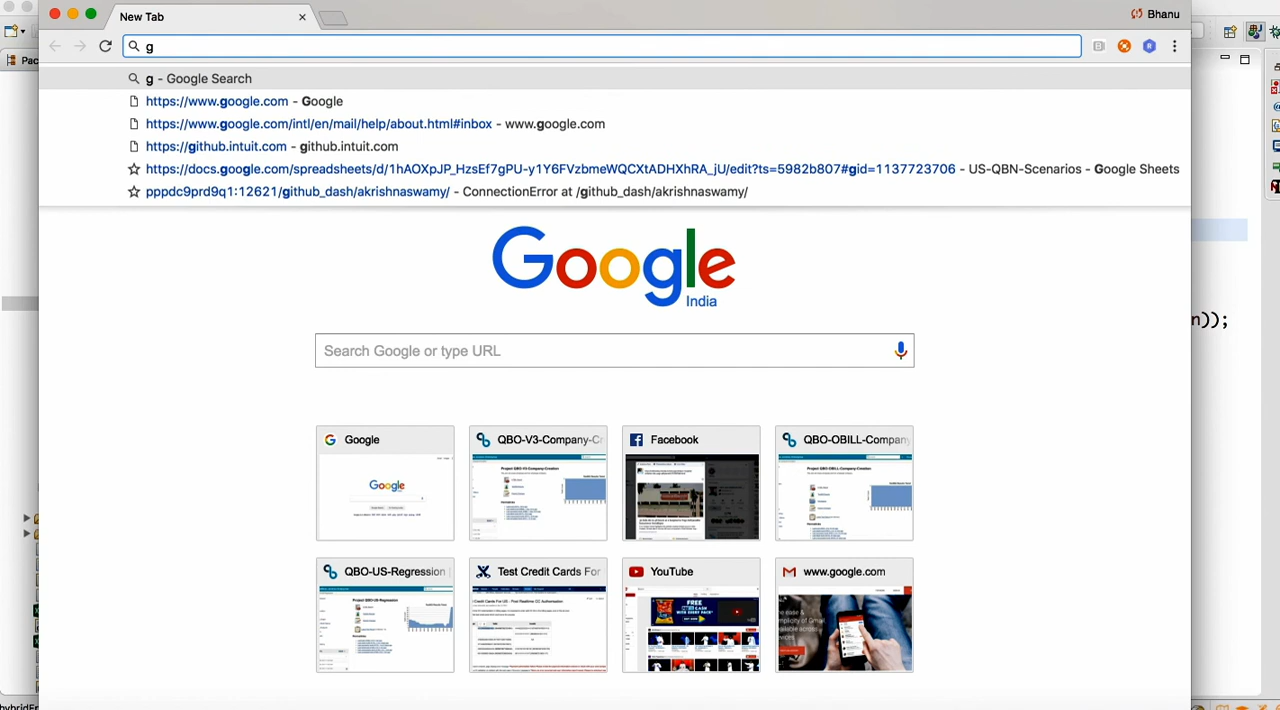 New Tab
Bhanu
Pac
g
g - Google Search
https://www.google.com - Google
https://www.google.com/intl/en/mail/help/about.html#inbox - www.google.com
https://github.intuit.com - github.intuit.com
https://docs.google.com/spreadsheets/d/1hAOXpJP_HzsEf7gPU-y1Y6FVzbmeWQCXtADHXhRA_jU/edit?ts=5982b807#gid=1137723706 - US-QBN-Scenarios - Google Sheets
pppdc9prd9q1:12621/github_dash/akrishnaswamy/ - ConnectionError at /github_dash/akrishnaswamy/
Google
India
n));
Search Google or type URL
Google
QBO-V3-Company-C
Facebook
QBO-OBILL-Company
Google
QBO-US-Regression
Test Credit Cards For
YouTube
www.google.com